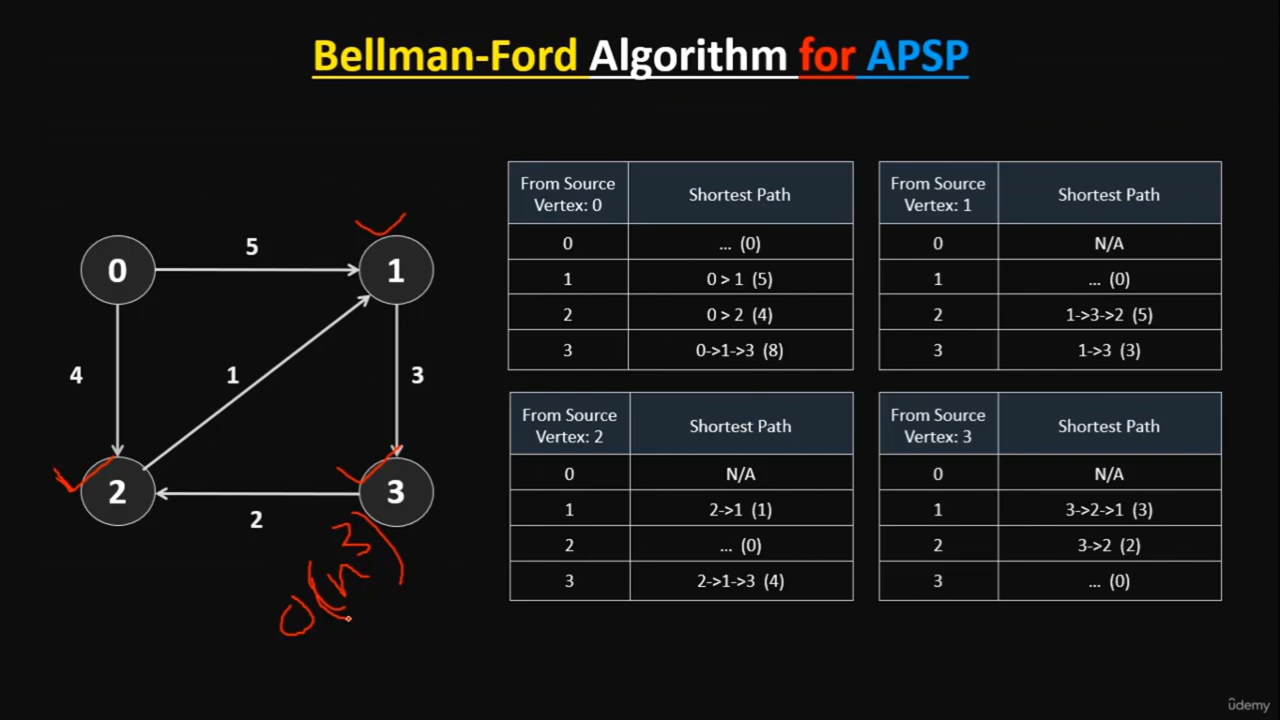 Bellman-Ford Algorithm for APSP
5
0
1
4
1
3
2
3
2
O(n^3)
From Source Vertex: 0 Shortest Path
0 ... (0)
1 0 > 1 (5)
2 0 > 2 (4)
3 0->1->3 (8)
From Source Vertex: 1 Shortest Path
0 N/A
1 ... (0)
2 1->3->2 (5)
3 1->3 (3)
From Source Vertex: 2 Shortest Path
0 N/A
1 2->1 (1)
2 ... (0)
3 2->1->3 (4)
From Source Vertex: 3 Shortest Path
0 N/A
1 3->2->1 (3)
2 3->2 (2)
3 ... (0)
ûdemy